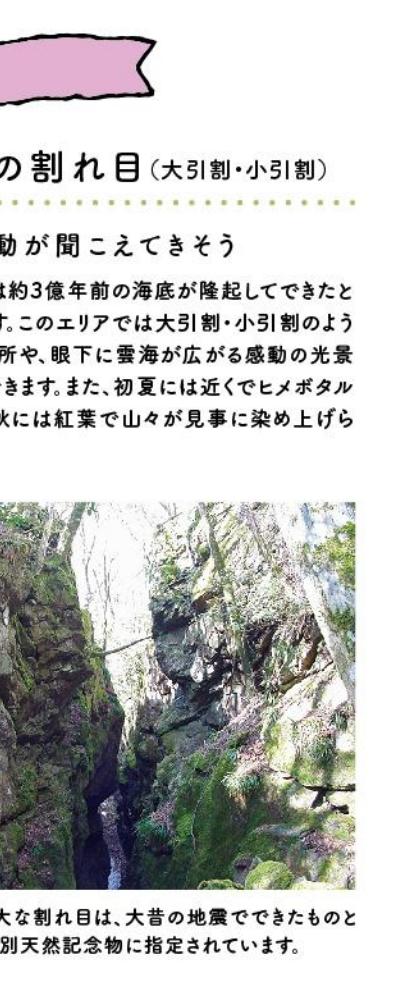 の割れ目(大引割・小引割)
動が聞こえてきそう
は約3億年前の海底が隆起してできたと
す。このエリアでは大引割・小引割のよう
所や、眼下に雲海が広がる感動の光景
できます。また、初夏には近くでヒメボタル
秋には紅葉で山々が見事に染め上げら
大な割れ目は、大昔の地震でできたものと
別天然記念物に指定されています。